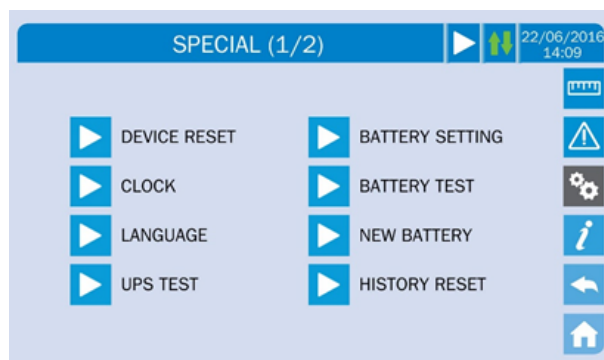 SPECIAL (1/2)
22/06/2016
14:09
DEVICE RESET
BATTERY SETTING
CLOCK
BATTERY TEST
LANGUAGE
NEW BATTERY
UPS TEST
HISTORY RESET